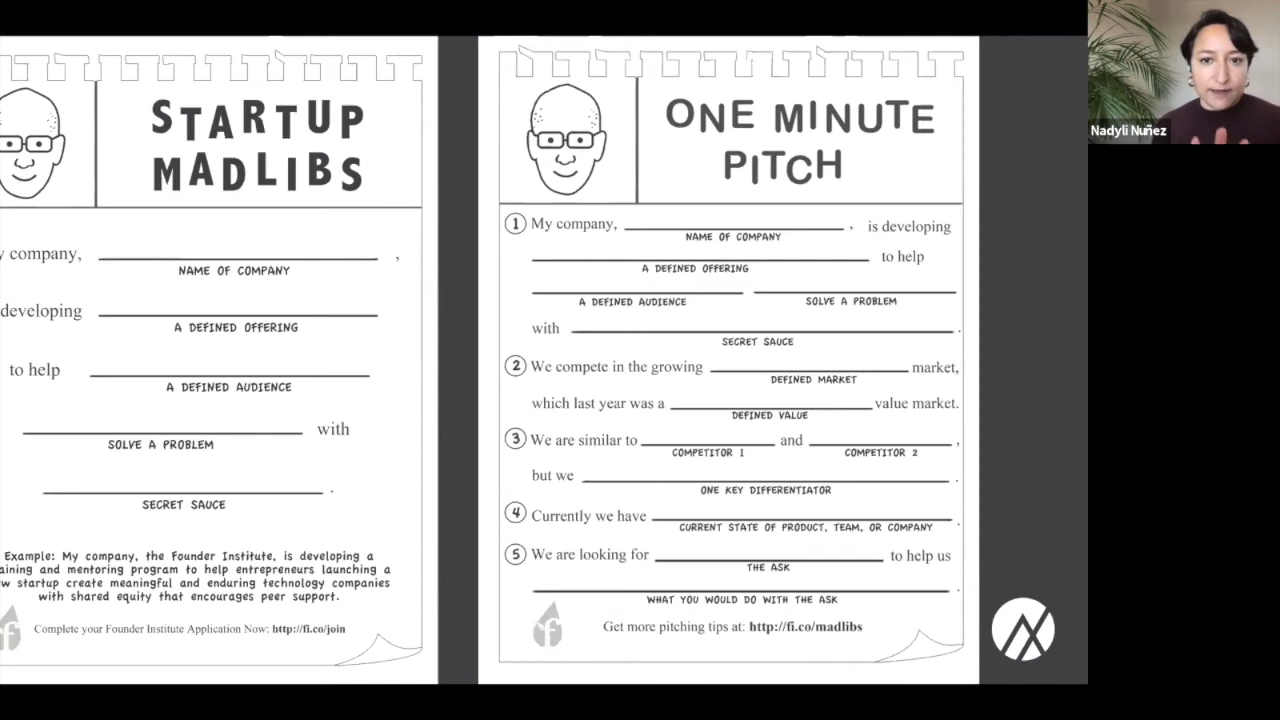 STARTUP
MADLIBS
y company, ,
NAME OF COMPANY
developing
A DEFINED OFFERING
to help
A DEFINED AUDIENCE
with
SOLVE A PROBLEM
.
SECRET SAUCE
Example: My company, the Founder Institute, is developing a
aining and mentoring program to help entrepreneurs launching a
w startup create meaningful and enduring technology companies
with shared equity that encourages peer support.
f
Complete your Founder Institute Application Now: http://fi.co/join
ONE MINUTE
PITCH
1 My company, , is developing
NAME OF COMPANY
to help
A DEFINED OFFERING
A DEFINED AUDIENCE SOLVE A PROBLEM
with .
SECRET SAUCE
2 We compete in the growing market,
DEFINED MARKET
which last year was a value market.
DEFINED VALUE
3 We are similar to and ,
COMPETITOR 1 COMPETITOR 2
but we .
ONE KEY DIFFERENTIATOR
4 Currently we have .
CURRENT STATE OF PRODUCT, TEAM, OR COMPANY
5 We are looking for to help us
THE ASK
.
WHAT YOU WOULD DO WITH THE ASK
f
Get more pitching tips at: http://fi.co/madlibs
Nadyli Nuñez